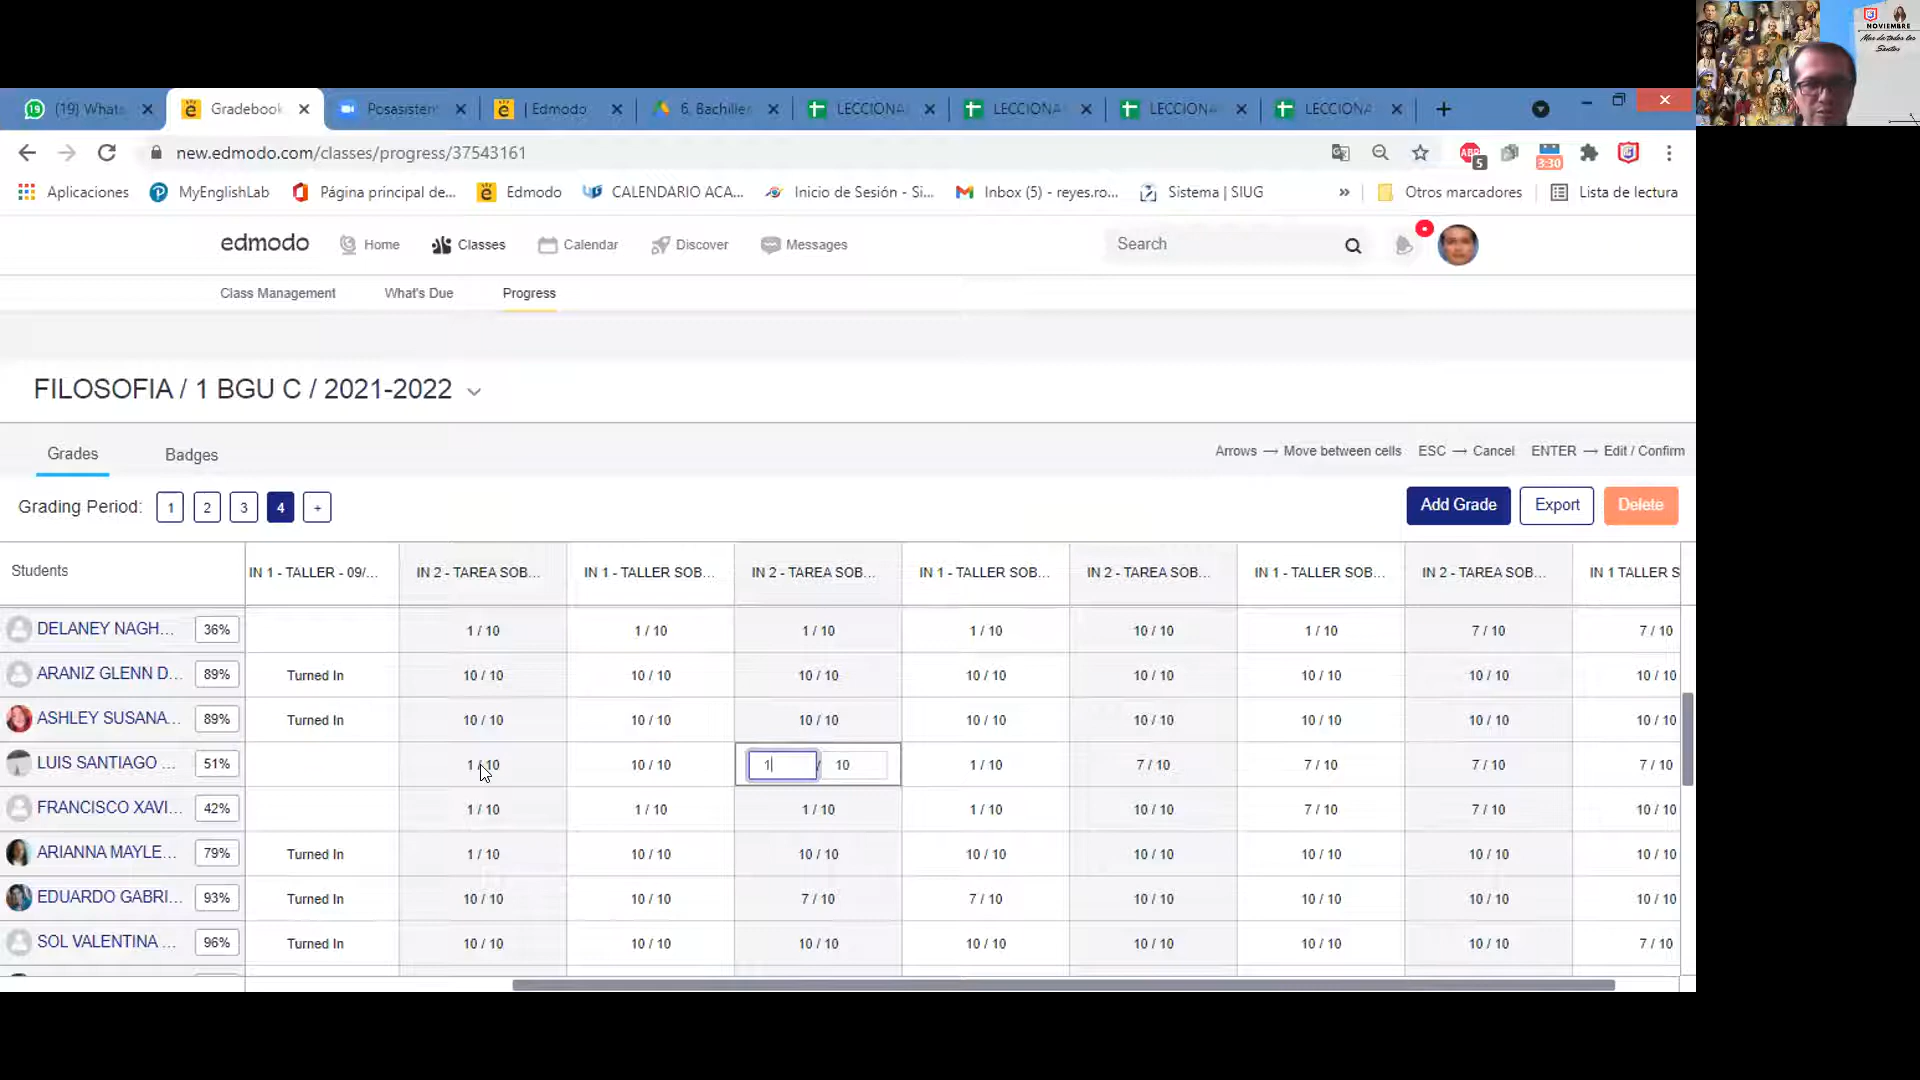 NOVIEMBRE
Mes de todos los
Santos
(19) Whats
Gradebook
Posasisten
| Edmodo
6. Bachiller
LECCIONA
LECCIONA
LECCIONA
LECCIONA
new.edmodo.com/classes/progress/37543161
ABP
5
3:30
Aplicaciones
MyEnglishLab
Página principal de...
Edmodo
CALENDARIO ACA...
Inicio de Sesión - Si...
Inbox (5) - reyes.ro...
Sistema | SIUG
»
Otros marcadores
Lista de lectura
edmodo
Home
Classes
Calendar
Discover
Messages
Search
Class Management
What's Due
Progress
FILOSOFIA / 1 BGU C / 2021-2022
Grades
Badges
Arrows → Move between cells ESC → Cancel ENTER → Edit / Confirm
Grading Period: 1 2 3 4 +
Add Grade
Export
Delete
Students IN 1 - TALLER - 09/... IN 2 - TAREA SOB... IN 1 - TALLER SOB... IN 2 - TAREA SOB... IN 1 - TALLER SOB... IN 2 - TAREA SOB... IN 1 - TALLER SOB... IN 2 - TAREA SOB... IN 1 TALLER S
DELANEY NAGH... 36% 1 / 10 1 / 10 1 / 10 1 / 10 10 / 10 1 / 10 7 / 10 7 / 10
ARANIZ GLENN D... 89% Turned In 10 / 10 10 / 10 10 / 10 10 / 10 10 / 10 10 / 10 10 / 10 10 / 10
ASHLEY SUSANA... 89% Turned In 10 / 10 10 / 10 10 / 10 10 / 10 10 / 10 10 / 10 10 / 10 10 / 10
LUIS SANTIAGO ... 51% 1 / 10 10 / 10 1 / 10 1 / 10 7 / 10 7 / 10 7 / 10 7 / 10
FRANCISCO XAVI... 42% 1 / 10 1 / 10 1 / 10 1 / 10 10 / 10 7 / 10 7 / 10 10 / 10
ARIANNA MAYLE... 79% Turned In 1 / 10 10 / 10 10 / 10 10 / 10 10 / 10 10 / 10 10 / 10 10 / 10
EDUARDO GABRI... 93% Turned In 10 / 10 10 / 10 7 / 10 7 / 10 10 / 10 10 / 10 10 / 10 10 / 10
SOL VALENTINA ... 96% Turned In 10 / 10 10 / 10 10 / 10 10 / 10 10 / 10 10 / 10 10 / 10 7 / 10